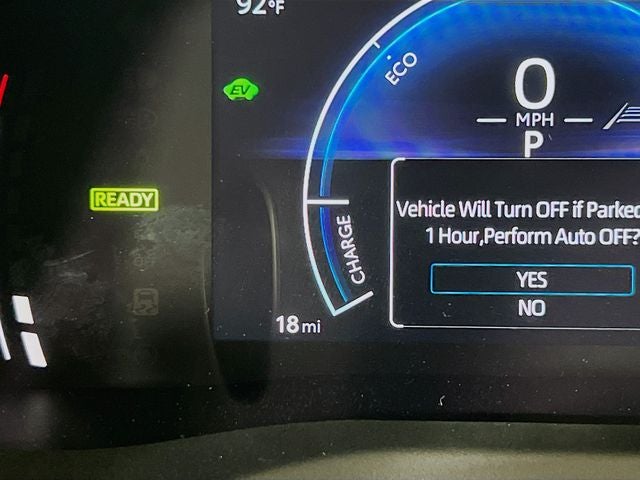 92°F
EV
ECO
0
MPH
P
READY
Vehicle Will Turn OFF if Parked
1 Hour,Perform Auto OFF?
CHARGE
YES
NO
18 mi